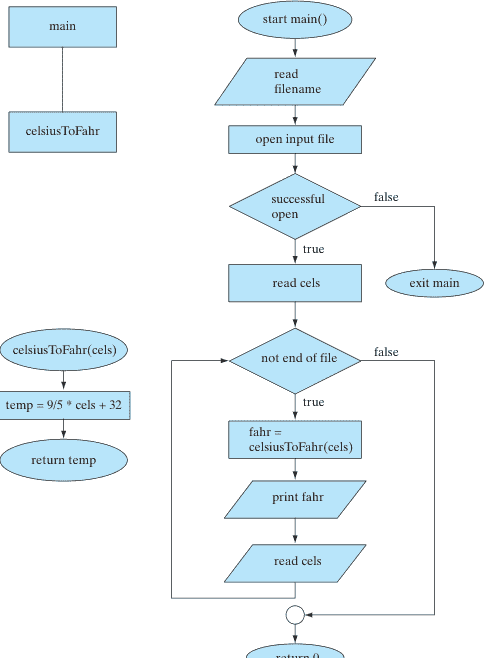 main
celsiusToFahr
start main()
read
filename
open input file
successful
open
false
true
read cels
exit main
not end of file
false
true
fahr =
celsiusToFahr(cels)
print fahr
read cels
return 0
celsiusToFahr(cels)
temp = 9/5 * cels + 32
return temp